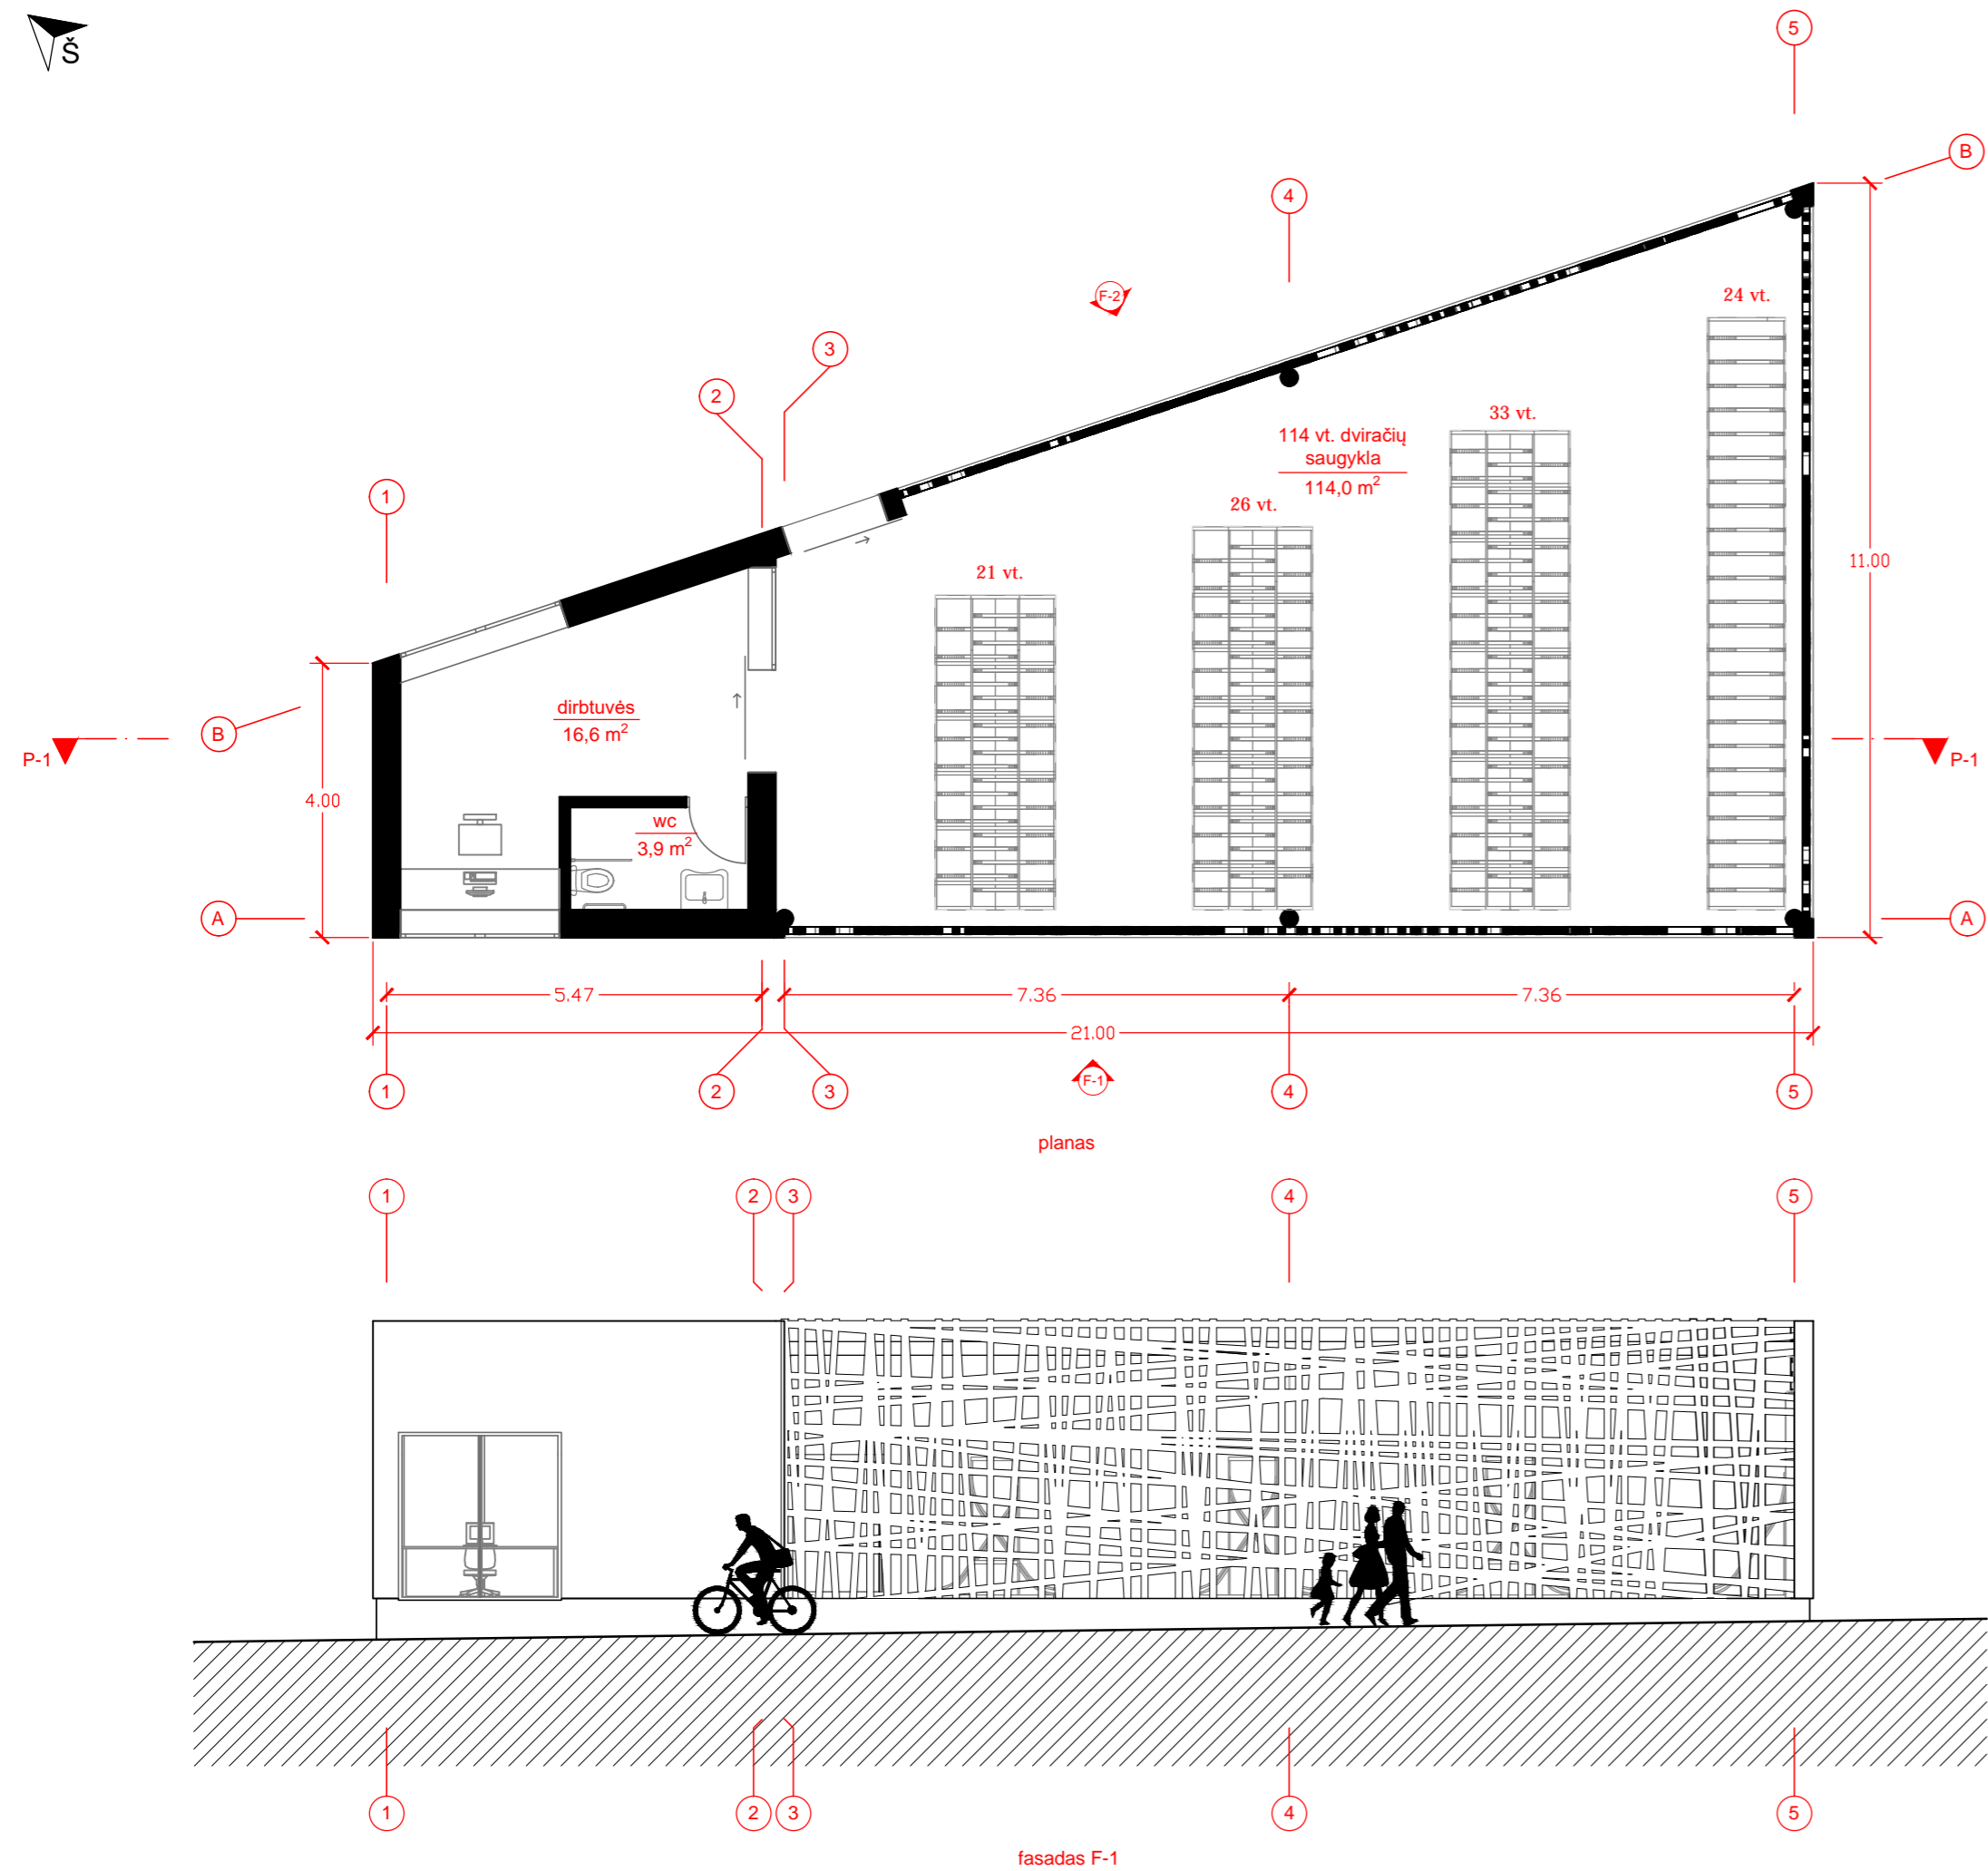 Š
5
B
4
24 vt.
F-2
3
33 vt.
2
114 vt. dviračių
saugykla
114,0 m²
1
26 vt.
11.00
21 vt.
dirbtuvės
16,6 m²
B
P-1
P-1
4.00
wc
3,9 m²
A
A
5.47
7.36
7.36
21.00
F-1
1
2
3
4
5
planas
1
2
3
4
5
1
2
3
4
5
fasadas F-1